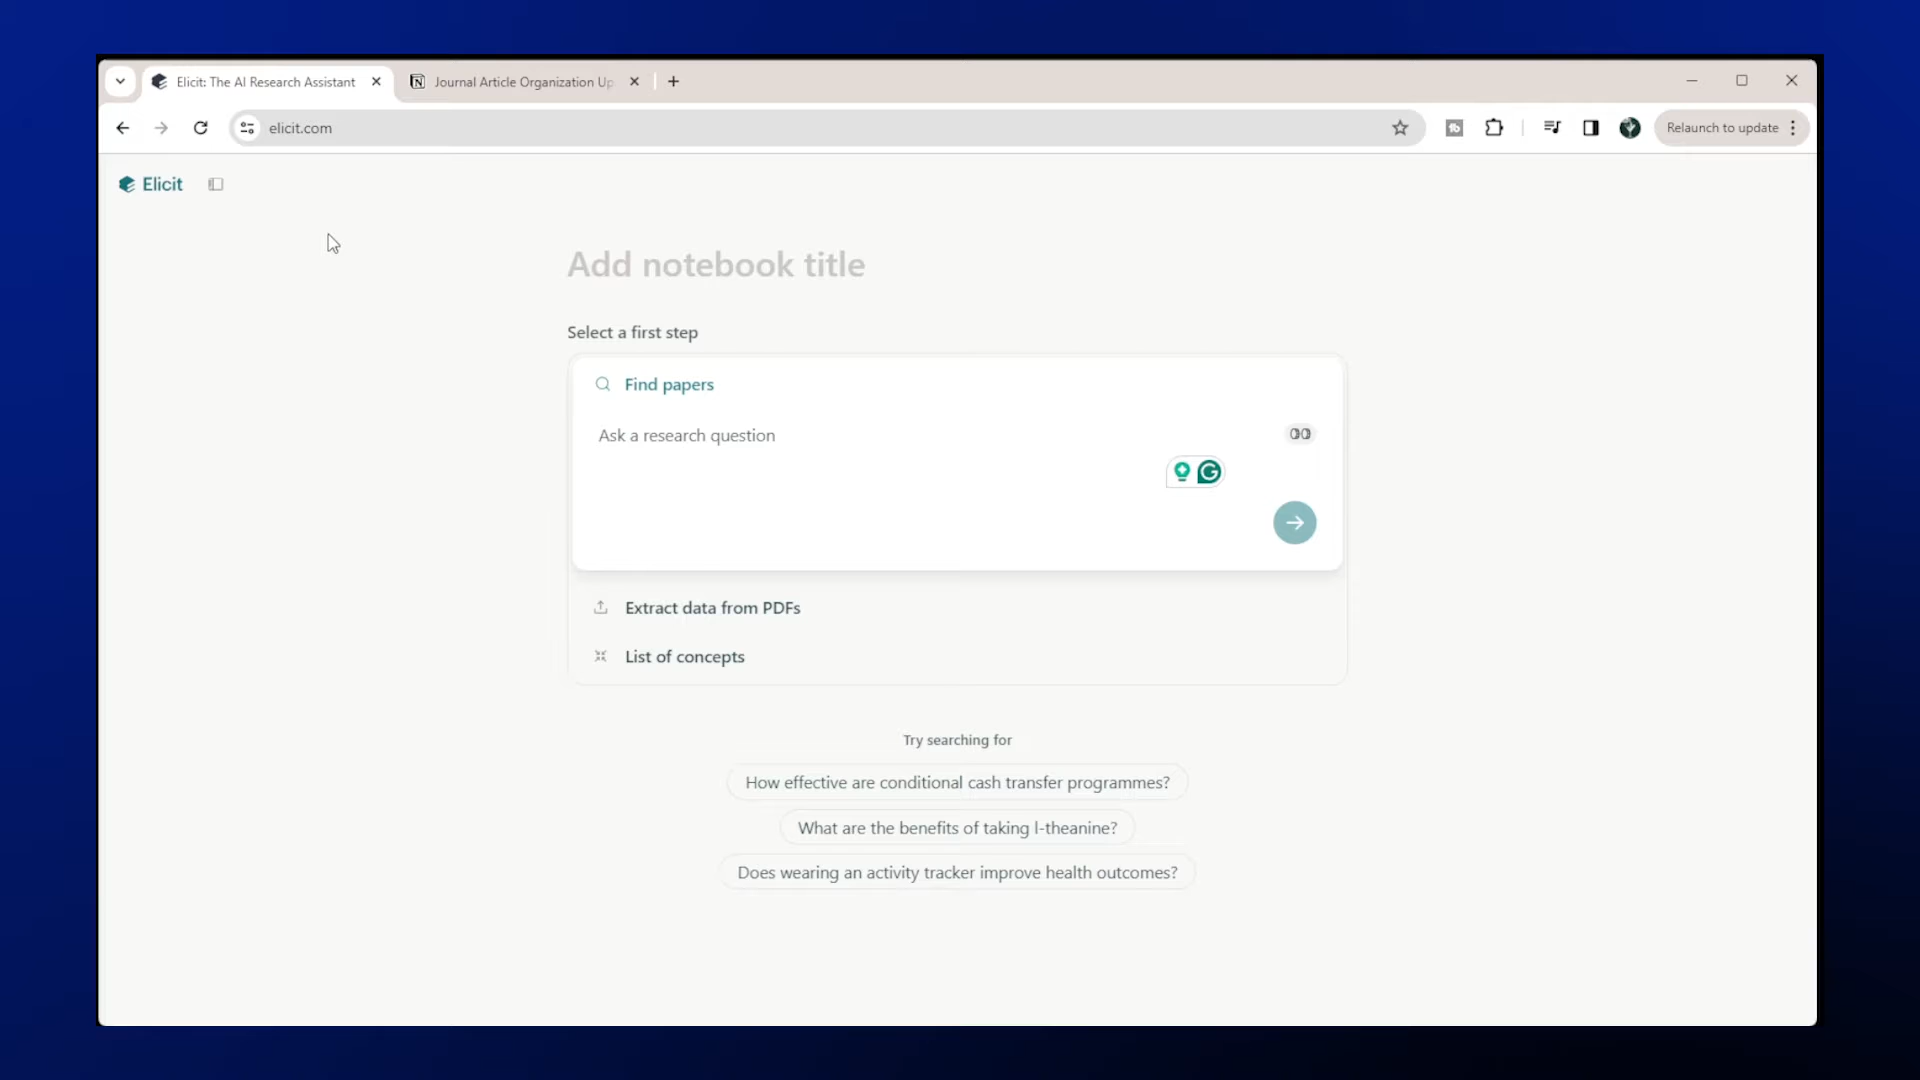 Elicit: The AI Research Assistant
Journal Article Organization Up
elicit.com
Relaunch to update
Elicit
Add notebook title
Select a first step
Find papers
Ask a research question
Extract data from PDFs
List of concepts
Try searching for
How effective are conditional cash transfer programmes?
What are the benefits of taking l-theanine?
Does wearing an activity tracker improve health outcomes?